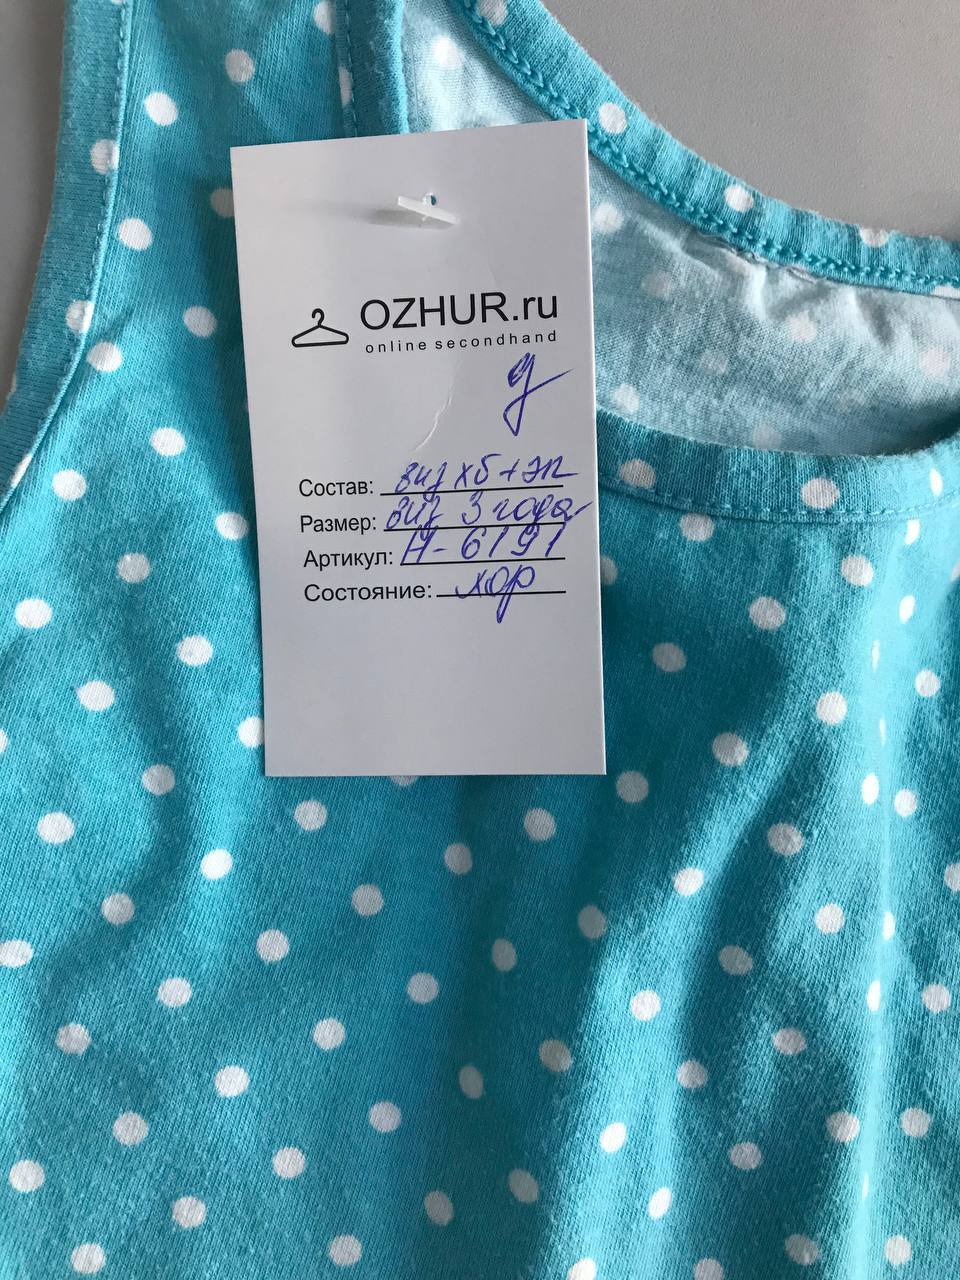 OZHUR.ru
online secondhand
д
Состав: виз хб+эл
Размер: виз 3 года
Артикул: Н-6191
Состояние: хор